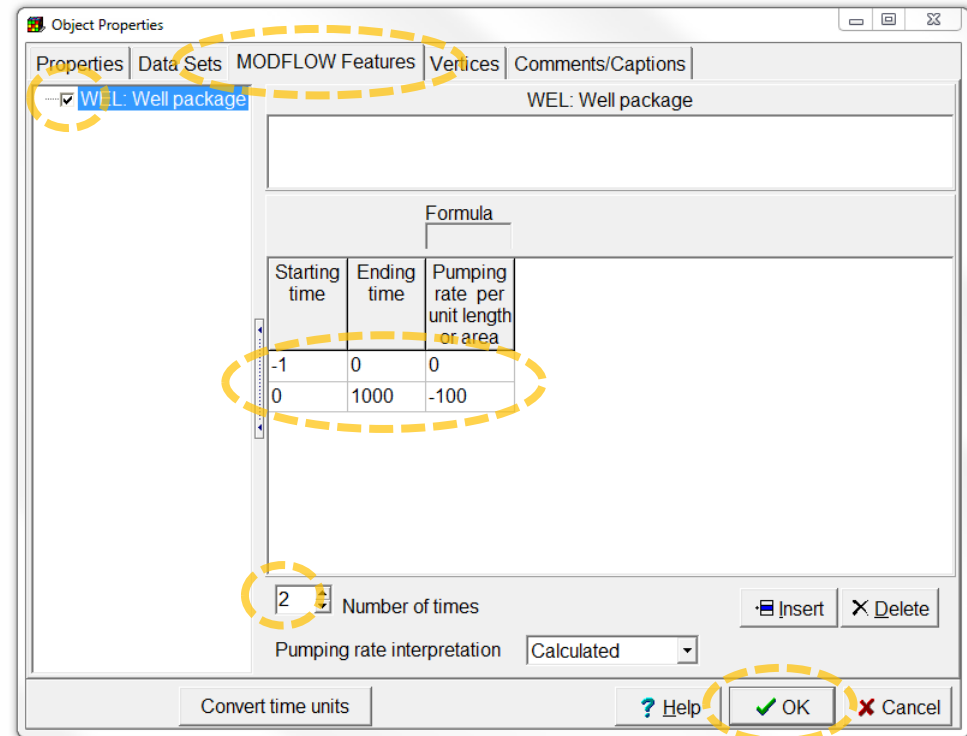 Object Properties
Properties Data Sets MODFLOW Features Vertices Comments/Captions
WEL: Well package
WEL: Well package
Formula
Starting time Ending time Pumping rate per unit length or area
-1 0 0
0 1000 -100
2 Number of times
Insert Delete
Pumping rate interpretation Calculated
Convert time units Help OK Cancel